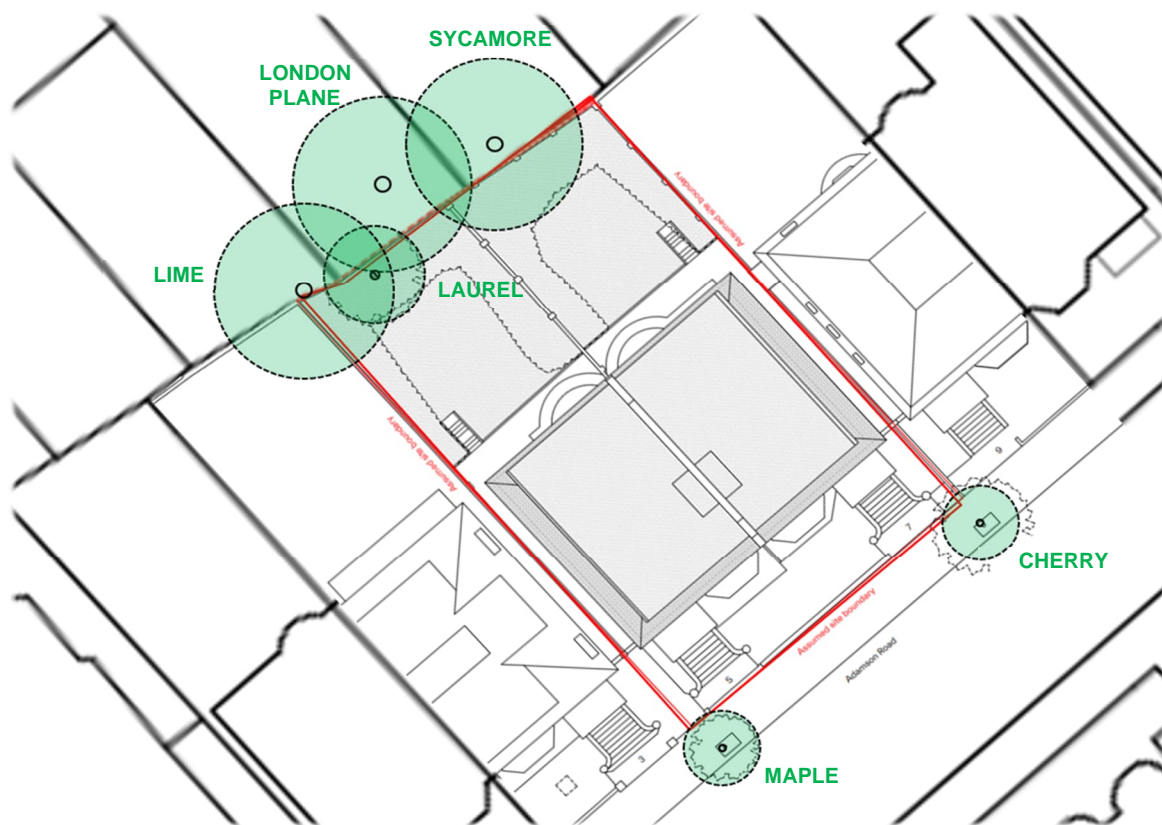 SYCAMORE
LONDON
PLANE
LIME
LAUREL
Assumed site boundary
Assumed site boundary
9
7
CHERRY
Assumed site boundary
Adamson Road
5
3
MAPLE